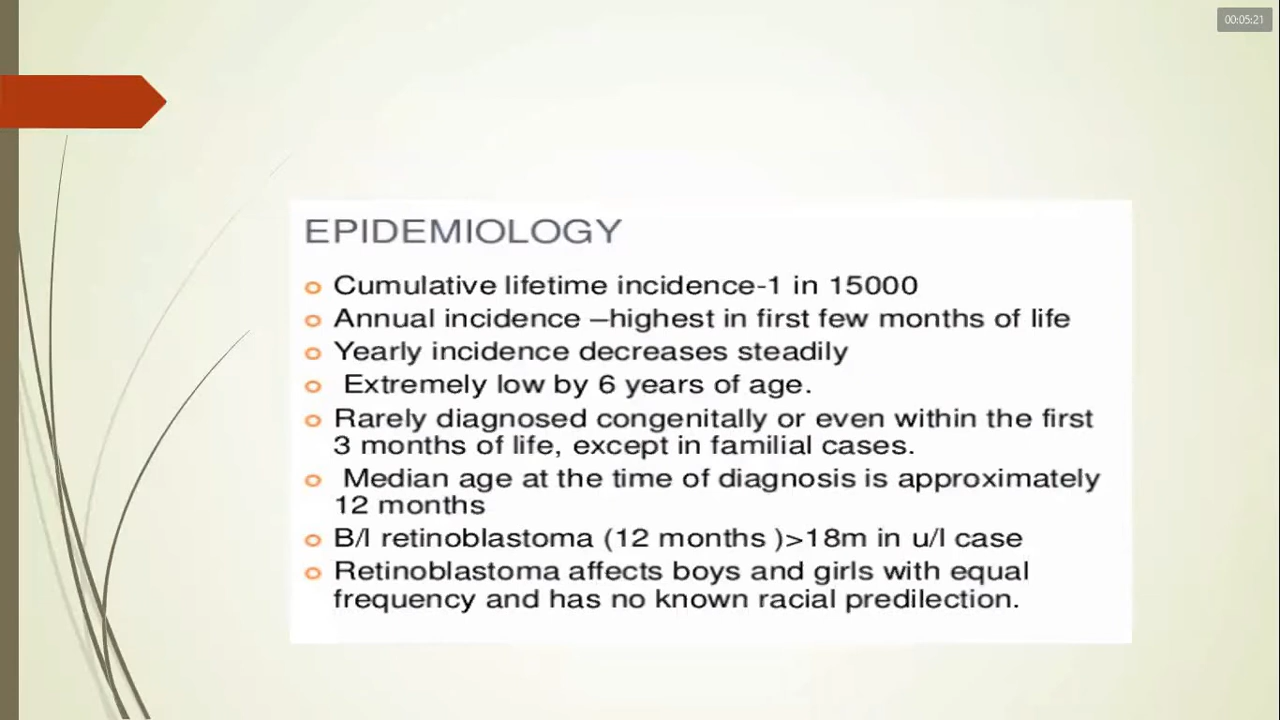 00:05:21
EPIDEMIOLOGY
Cumulative lifetime incidence-1 in 15000
Annual incidence –highest in first few months of life
Yearly incidence decreases steadily
Extremely low by 6 years of age.
Rarely diagnosed congenitally or even within the first
3 months of life, except in familial cases.
Median age at the time of diagnosis is approximately
12 months
B/l retinoblastoma (12 months )>18m in u/l case
Retinoblastoma affects boys and girls with equal
frequency and has no known racial predilection.